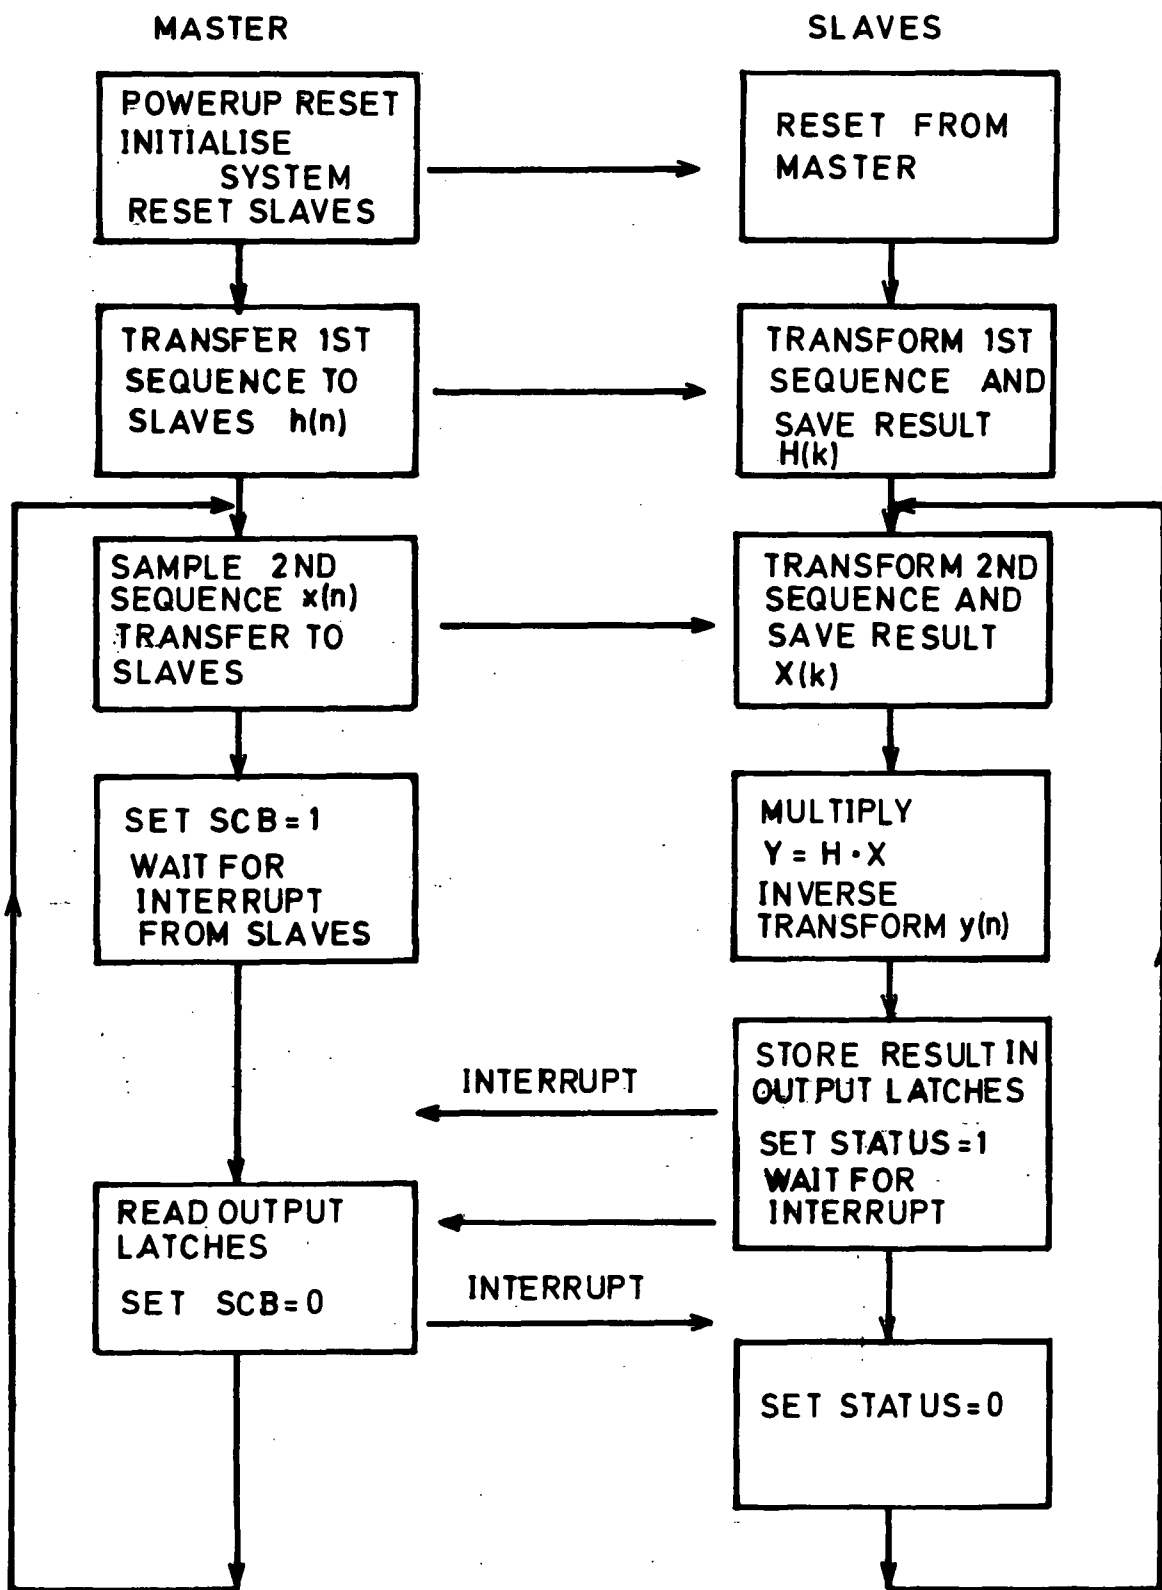 MASTER
POWERUP RESET
INITIALISE
SYSTEM
RESET SLAVES
TRANSFER 1ST
SEQUENCE TO
SLAVES h(n)
SAMPLE 2ND
SEQUENCE x(n)
TRANSFER TO
SLAVES
SET SCB=1
WAIT FOR
INTERRUPT
FROM SLAVES
READ OUTPUT
LATCHES
SET SCB=0
INTERRUPT
INTERRUPT
SLAVES
RESET FROM
MASTER
TRANSFORM 1ST
SEQUENCE AND
SAVE RESULT
H(k)
TRANSFORM 2ND
SEQUENCE AND
SAVE RESULT
X(k)
MULTIPLY
Y = H · X
INVERSE
TRANSFORM y(n)
STORE RESULT IN
OUTPUT LATCHES
SET STATUS=1
WAIT FOR
INTERRUPT
SET STATUS=0